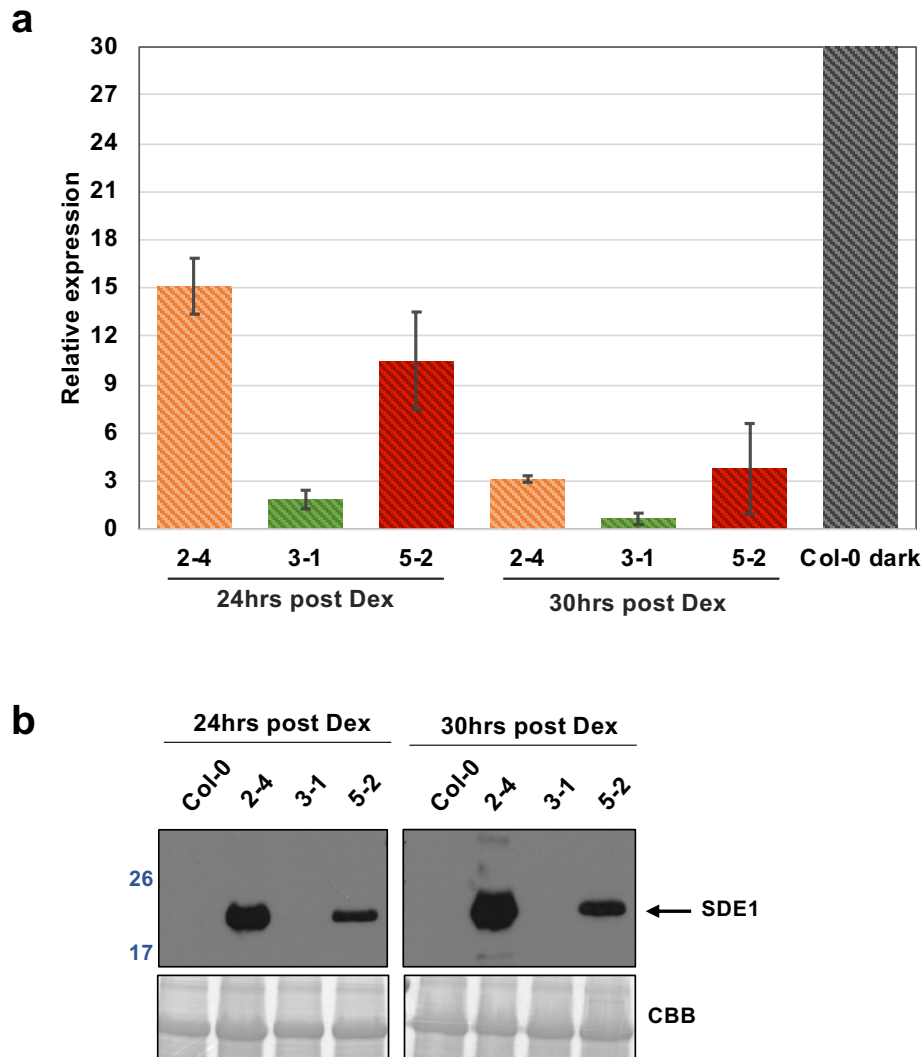 a
30
27
24
21
18
15
12
9
6
3
0
Relative expression
2-4 3-1 5-2 2-4 3-1 5-2 Col-0 dark
24hrs post Dex 30hrs post Dex
b
24hrs post Dex 30hrs post Dex
Col-0 2-4 3-1 5-2 Col-0 2-4 3-1 5-2
26
17
SDE1
CBB